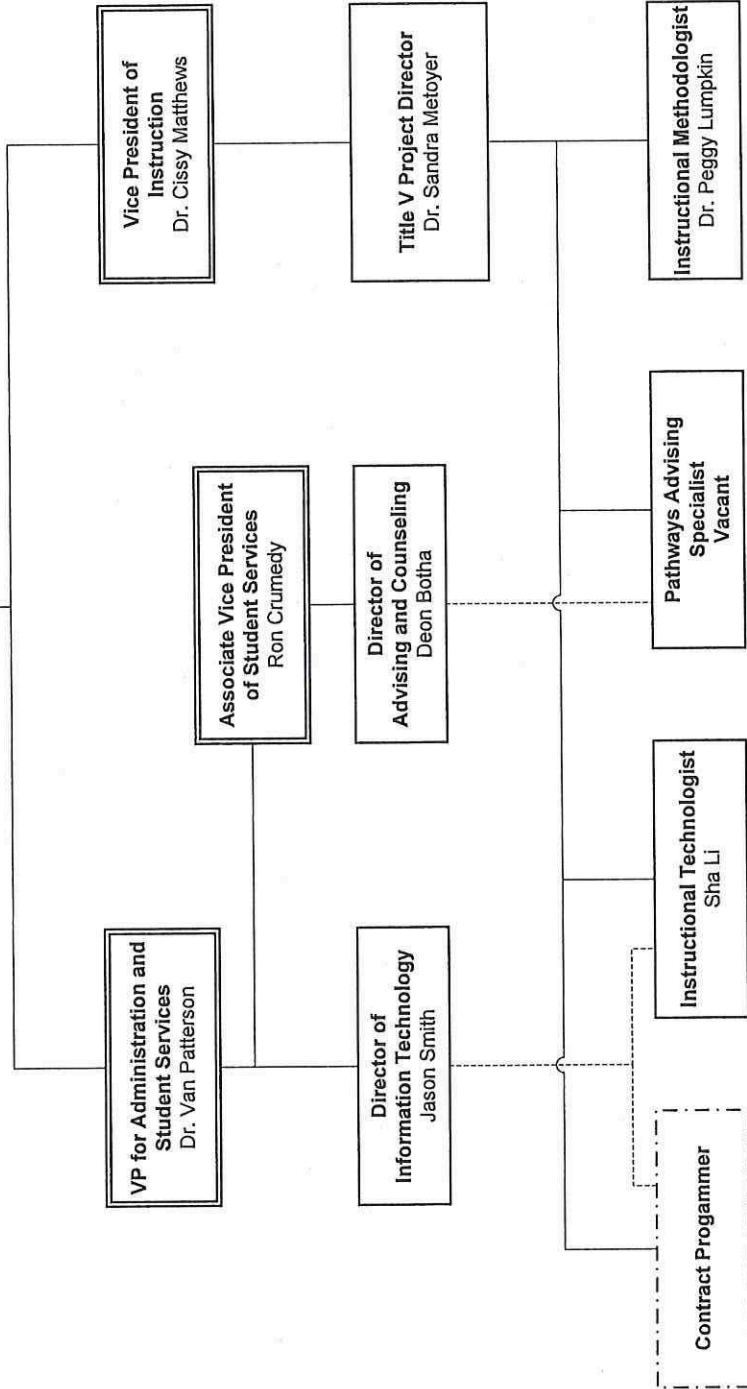 Vice President of
Instruction
Dr. Cissy Matthews
VP for Administration and
Student Services
Dr. Van Patterson
Associate Vice President
of Student Services
Ron Crumedy
Title V Project Director
Dr. Sandra Metoyer
Director of
Information Technology
Jason Smith
Director of
Advising and Counseling
Deon Botha
Contract Progammer
Instructional Technologist
Sha Li
Pathways Advising
Specialist
Vacant
Instructional Methodologist
Dr. Peggy Lumpkin